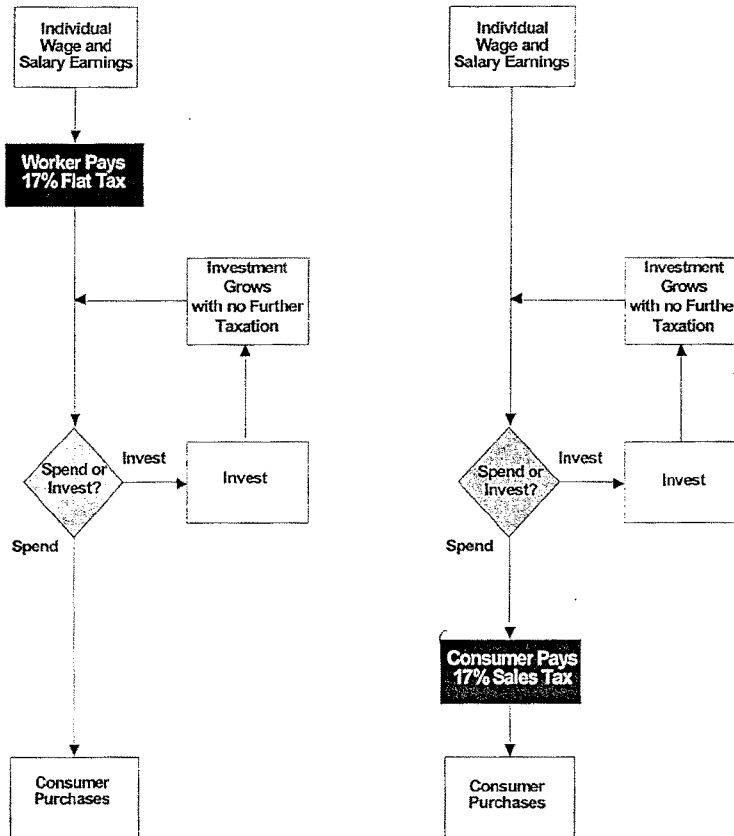 Individual
Wage and
Salary Earnings
Worker Pays
17% Flat Tax
Investment
Grows
with no Further
Taxation
Spend or
Invest?
Invest
Invest
Spend
Consumer
Purchases
Individual
Wage and
Salary Earnings
Investment
Grows
with no Further
Taxation
Spend or
Invest?
Invest
Invest
Spend
Consumer Pays
17% Sales Tax
Consumer
Purchases